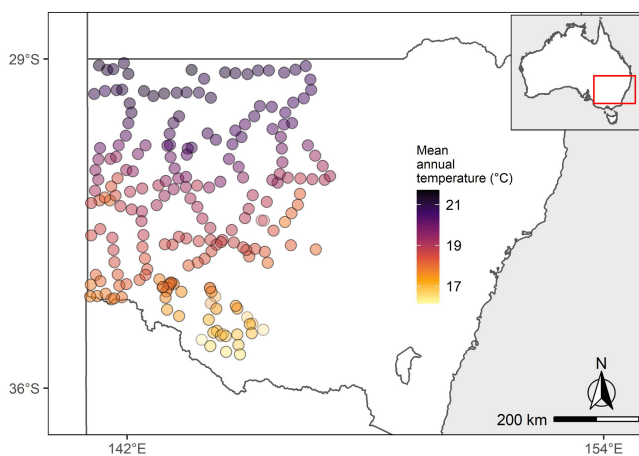 29°S
36°S
142°E
154°E
Mean
annual
temperature (°C)
21
19
17
N
200 km